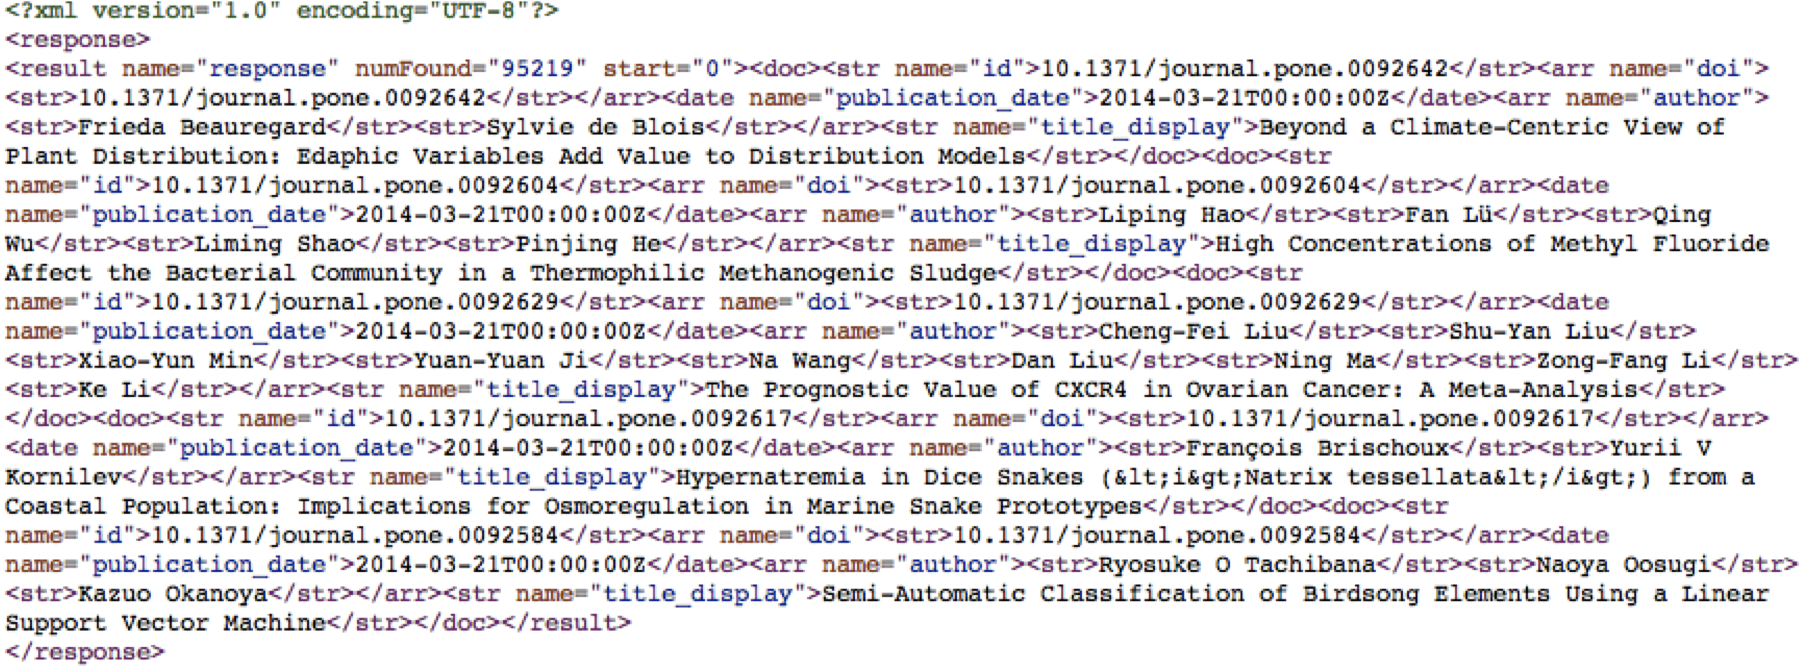 <?xml version="1.0" encoding="UTF-8"?>
<response>
<result name="response" numFound="95219" start="0"><doc><str name="id">10.1371/journal.pone.0092642</str><arr name="doi">
<str>10.1371/journal.pone.0092642</str></arr><date name="publication_date">2014-03-21T00:00:00Z</date><arr name="author">
<str>Frieda Beauregard</str><str>Sylvie de Blois</str></arr><str name="title_display">Beyond a Climate-Centric View of
Plant Distribution: Edaphic Variables Add Value to Distribution Models</str></doc><doc><str
name="id">10.1371/journal.pone.0092604</str><arr name="doi"><str>10.1371/journal.pone.0092604</str></arr><date
name="publication_date">2014-03-21T00:00:00Z</date><arr name="author"><str>Liping Hao</str><str>Fan Lü</str><str>Qing
Wu</str><str>Liming Shao</str><str>Pinjing He</str></arr><str name="title_display">High Concentrations of Methyl Fluoride
Affect the Bacterial Community in a Thermophilic Methanogenic Sludge</str></doc><doc><str
name="id">10.1371/journal.pone.0092629</str><arr name="doi"><str>10.1371/journal.pone.0092629</str></arr><date
name="publication_date">2014-03-21T00:00:00Z</date><arr name="author"><str>Cheng-Fei Liu</str><str>Shu-Yan Liu</str>
<str>Xiao-Yun Min</str><str>Yuan-Yuan Ji</str><str>Na Wang</str><str>Dan Liu</str><str>Ning Ma</str><str>Zong-Fang Li</str>
<str>Ke Li</str></arr><str name="title_display">The Prognostic Value of CXCR4 in Ovarian Cancer: A Meta-Analysis</str>
</doc><doc><str name="id">10.1371/journal.pone.0092617</str><arr name="doi"><str>10.1371/journal.pone.0092617</str></arr>
<date name="publication_date">2014-03-21T00:00:00Z</date><arr name="author"><str>François Brischoux</str><str>Yurii V
Kornilev</str></arr><str name="title_display">Hypernatremia in Dice Snakes (&lt;i&gt;Natrix tessellata&lt;/i&gt;) from a
Coastal Population: Implications for Osmoregulation in Marine Snake Prototypes</str></doc><doc><str
name="id">10.1371/journal.pone.0092584</str><arr name="doi"><str>10.1371/journal.pone.0092584</str></arr><date
name="publication_date">2014-03-21T00:00:00Z</date><arr name="author"><str>Ryosuke O Tachibana</str><str>Naoya Oosugi</str>
<str>Kazuo Okanoya</str></arr><str name="title_display">Semi-Automatic Classification of Birdsong Elements Using a Linear
Support Vector Machine</str></doc></result>
</response>